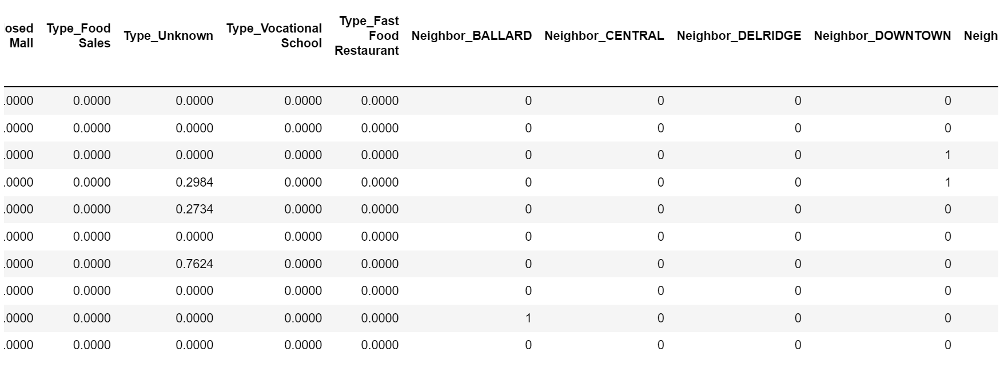 osed Mall Type_Food Sales Type_Unknown Type_Vocational School Type_Fast Food Restaurant Neighbor_BALLARD Neighbor_CENTRAL Neighbor_DELRIDGE Neighbor_DOWNTOWN Neigh
.0000 0.0000 0.0000 0.0000 0.0000 0 0 0 0
.0000 0.0000 0.0000 0.0000 0.0000 0 0 0 0
.0000 0.0000 0.0000 0.0000 0.0000 0 0 0 1
.0000 0.0000 0.2984 0.0000 0.0000 0 0 0 1
.0000 0.0000 0.2734 0.0000 0.0000 0 0 0 0
.0000 0.0000 0.0000 0.0000 0.0000 0 0 0 0
.0000 0.0000 0.7624 0.0000 0.0000 0 0 0 0
.0000 0.0000 0.0000 0.0000 0.0000 0 0 0 0
.0000 0.0000 0.0000 0.0000 0.0000 1 0 0 0
.0000 0.0000 0.0000 0.0000 0.0000 0 0 0 0